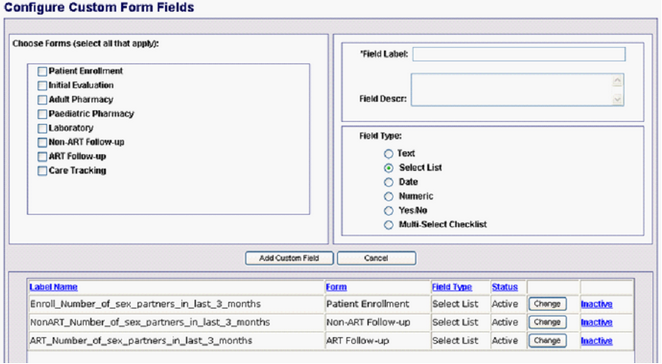 Configure Custom Form Fields
Choose Forms (select all that apply):
Patient Enrollment
Initial Evaluation
Adult Pharmacy
Paediatric Pharmacy
Laboratory
Non-ART Follow-up
ART Follow-up
Care Tracking
*Field Label:
Field Descr:
Field Type:
Text
Select List
Date
Numeric
Yes/No
Multi-Select Checklist
Add Custom Field Cancel
Label Name Form Field Type Status
Enroll_Number_of_sex_partners_in_last_3_months Patient Enrollment Select List Active Change Inactive
NonART_Number_of_sex_partners_in_last_3_months Non-ART Follow-up Select List Active Change Inactive
ART_Number_of_sex_partners_in_last_3_months ART Follow-up Select List Active Change Inactive